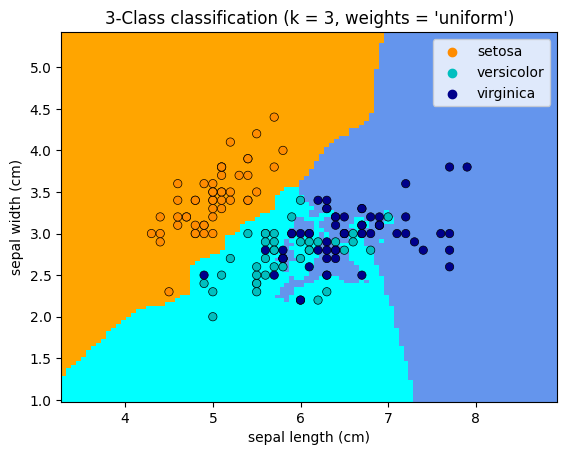 3-Class classification (k = 3, weights = 'uniform')
setosa
versicolor
virginica
sepal width (cm)
5.0
4.5
4.0
3.5
3.0
2.5
2.0
1.5
1.0
4 5 6 7 8
sepal length (cm)